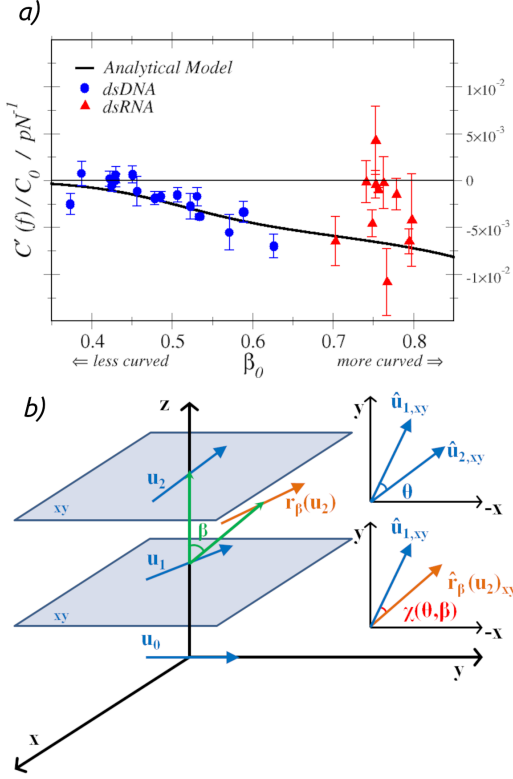 a)
Analytical Model
dsDNA
dsRNA
C'(f) / C₀ / pN⁻¹
1×10⁻²
5×10⁻³
0
-5×10⁻³
-1×10⁻²
0.4 0.5 0.6 0.7 0.8
⇐ less curved β₀ more curved ⇒
b)
z
xy
u₂
β
r_β(u₂)
u₁
xy
u₀
y
x
y
û₁,xy
û₂,xy
θ
-x
y
û₁,xy
r̂_β(u₂)xy
χ(θ,β)
-x